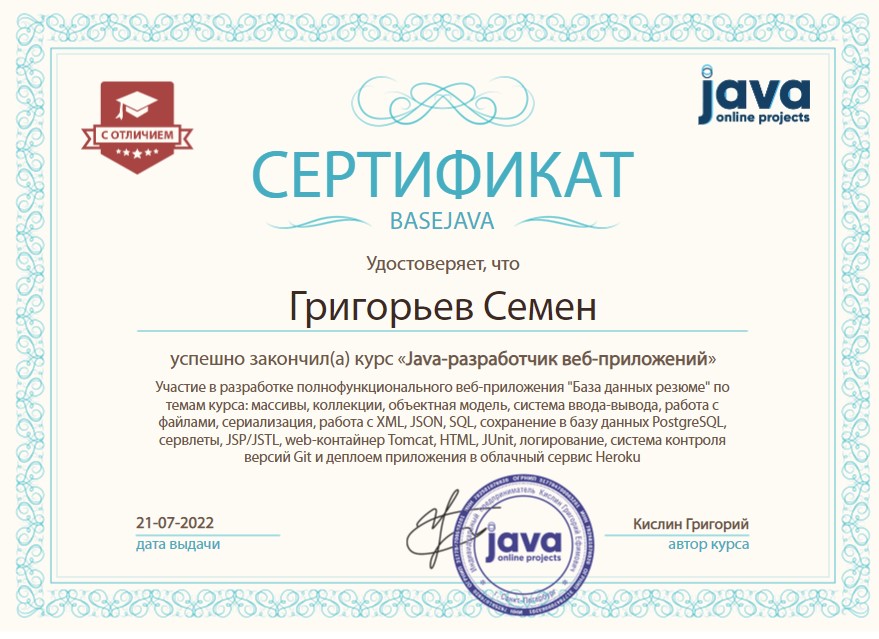 С ОТЛИЧИЕМ
java
online projects
СЕРТИФИКАТ
BASEJAVA
Удостоверяет, что
Григорьев Семен
успешно закончил(а) курс «Java-разработчик веб-приложений»
Участие в разработке полнофункционального веб-приложения "База данных резюме" по
темам курса: массивы, коллекции, объектная модель, система ввода-вывода, работа с
файлами, сериализация, работа с XML, JSON, SQL, сохранение в базу данных PostgreSQL,
сервлеты, JSP/JSTL, web-контейнер Tomcat, HTML, JUnit, логирование, система контроля
версий Git и деплоем приложения в облачный сервис Heroku
21-07-2022
дата выдачи
Индивидуальный предприниматель Кислин Григорий Ефимович
java
online projects
г. Санкт-Петербург
Кислин Григорий
автор курса